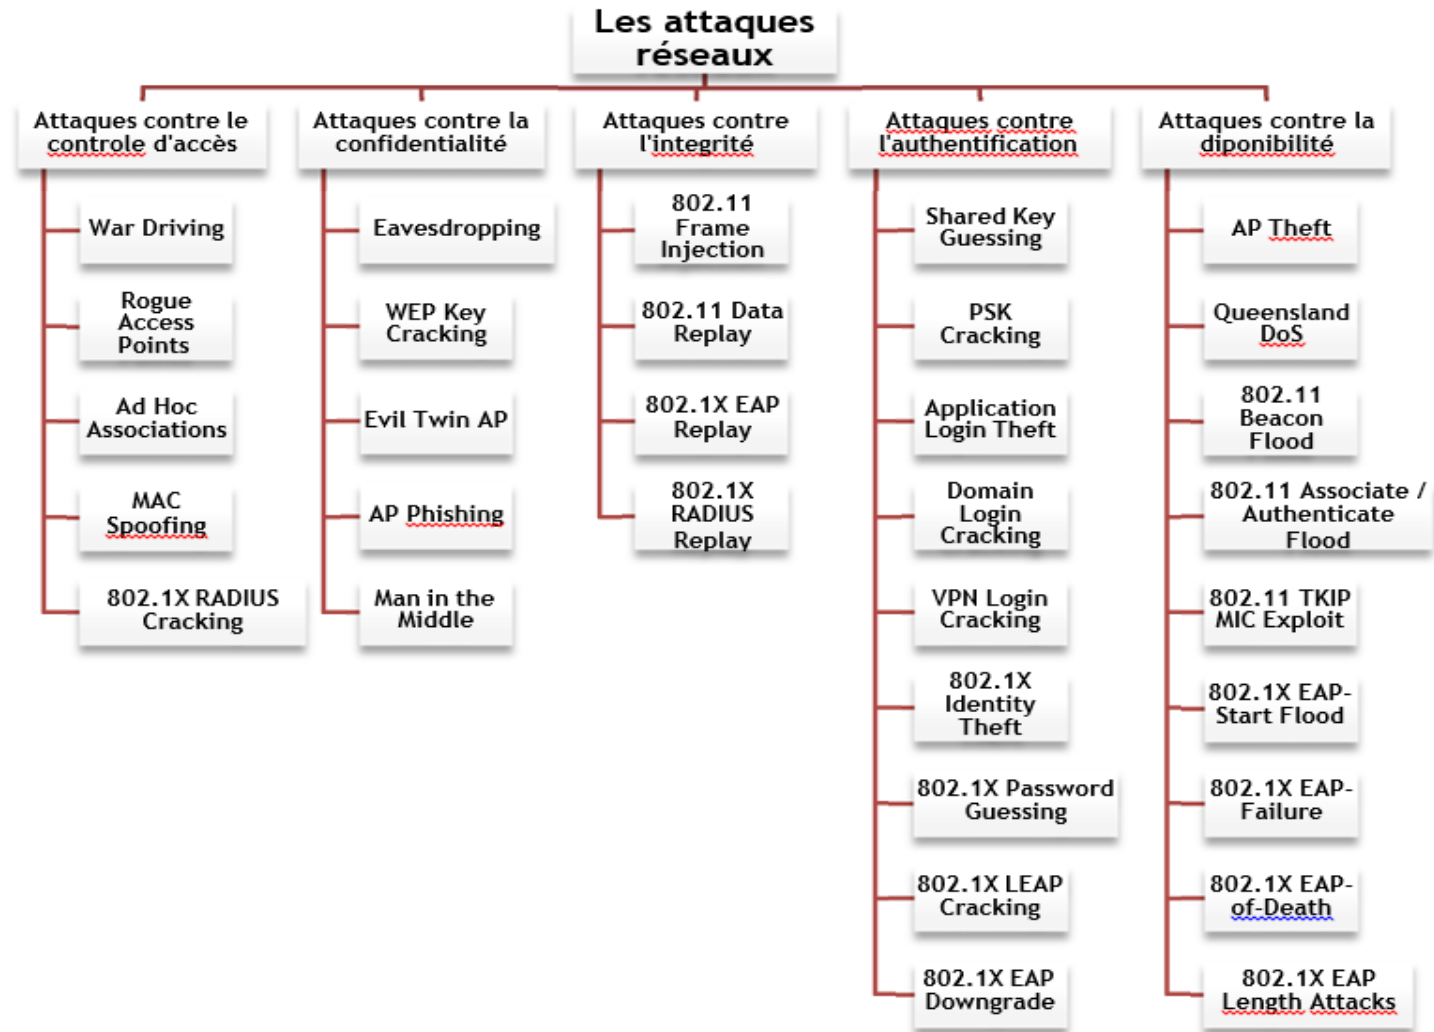 Les attaques
réseaux
Attaques contre le
controle d'accès
War Driving
Rogue
Access
Points
Ad Hoc
Associations
MAC
Spoofing
802.1X RADIUS
Cracking
Attaques contre la
confidentialité
Eavesdropping
WEP Key
Cracking
Evil Twin AP
AP Phishing
Man in the
Middle
Attaques contre
l'integrité
802.11
Frame
Injection
802.11 Data
Replay
802.1X EAP
Replay
802.1X
RADIUS
Replay
Attaques contre
l'authentification
Shared Key
Guessing
PSK
Cracking
Application
Login Theft
Domain
Login
Cracking
VPN Login
Cracking
802.1X
Identity
Theft
802.1X Password
Guessing
802.1X LEAP
Cracking
802.1X EAP
Downgrade
Attaques contre la
diponibilité
AP Theft
Queensland
DoS
802.11
Beacon
Flood
802.11 Associate /
Authenticate
Flood
802.11 TKIP
MIC Exploit
802.1X EAP-
Start Flood
802.1X EAP-
Failure
802.1X EAP-
of-Death
802.1X EAP
Length Attacks